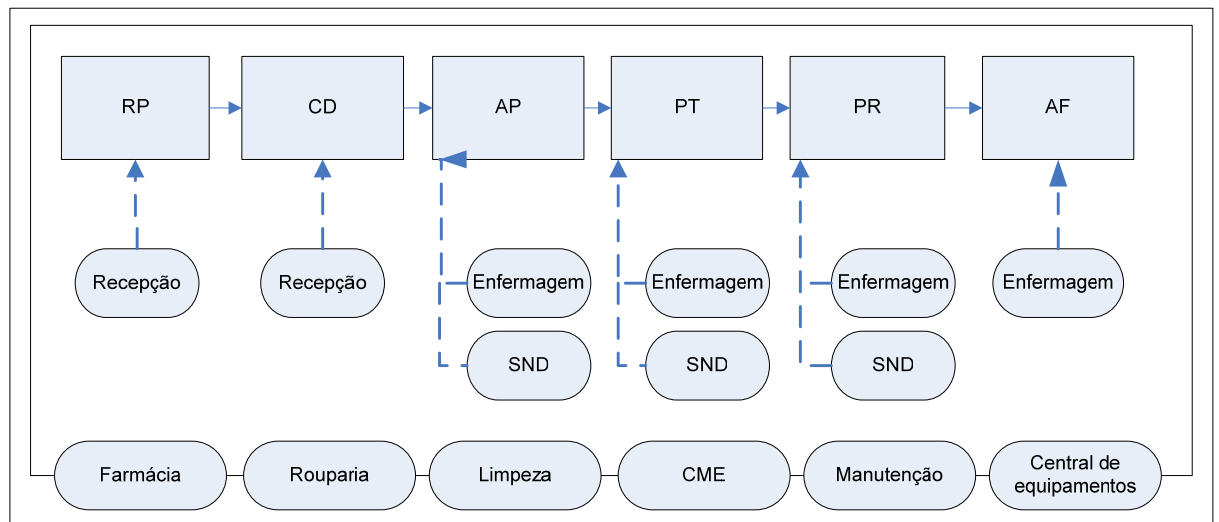 RP
CD
AP
PT
PR
AF
Recepção
Recepção
Enfermagem
Enfermagem
Enfermagem
Enfermagem
SND
SND
SND
Farmácia
Rouparia
Limpeza
CME
Manutenção
Central de
equipamentos